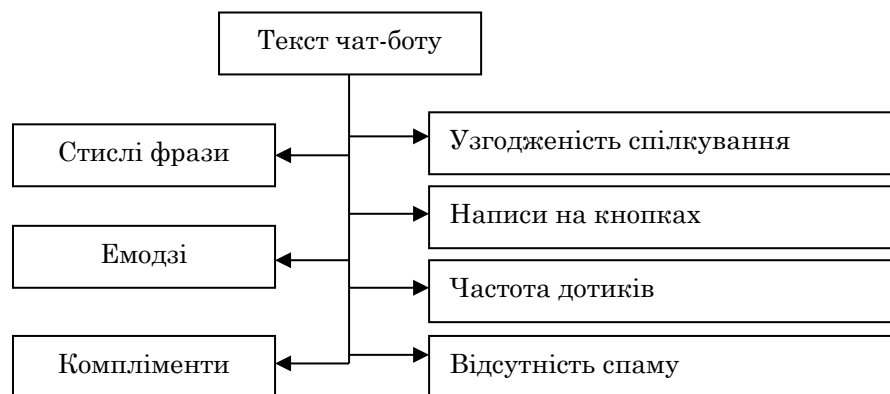 Текст чат-боту
Стислі фрази
Емодзі
Компліменти
Узгодженість спілкування
Написи на кнопках
Частота дотиків
Відсутність спаму